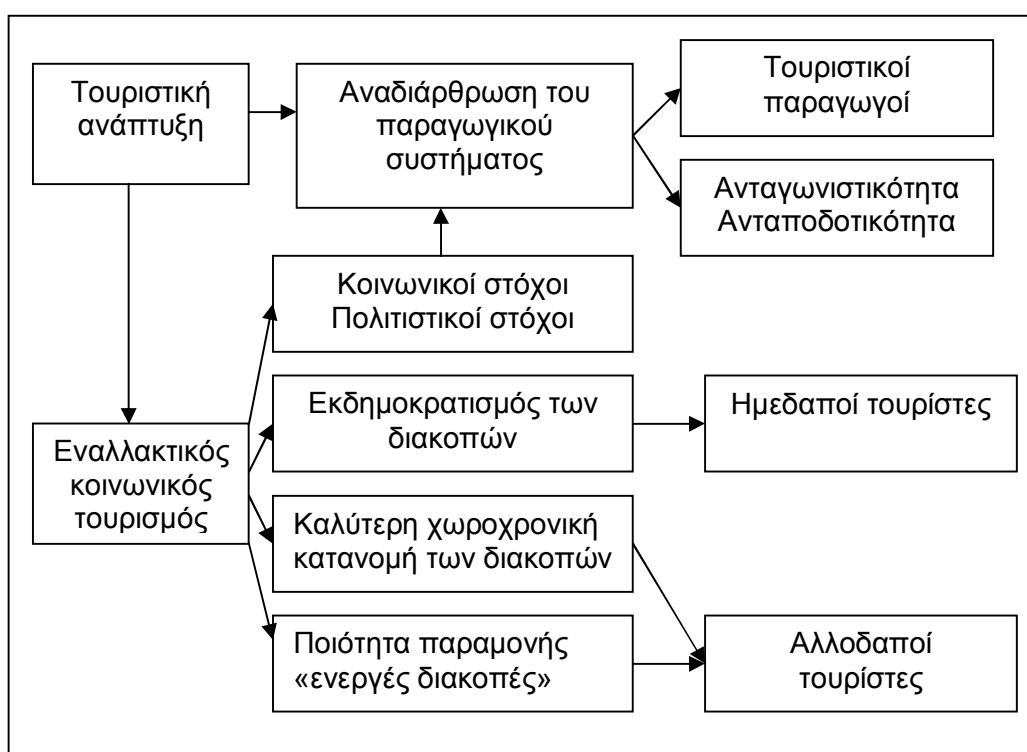 Τουριστική
ανάπτυξη
Αναδιάρθρωση του
παραγωγικού
συστήματος
Τουριστικοί
παραγωγοί
Ανταγωνιστικότητα
Ανταποδοτικότητα
Κοινωνικοί στόχοι
Πολιτιστικοί στόχοι
Εκδημοκρατισμός των
διακοπών
Ημεδαποί τουρίστες
Εναλλακτικός
κοινωνικός
τουρισμός
Καλύτερη χωροχρονική
κατανομή των διακοπών
Ποιότητα παραμονής
«ενεργές διακοπές»
Αλλοδαποί
τουρίστες